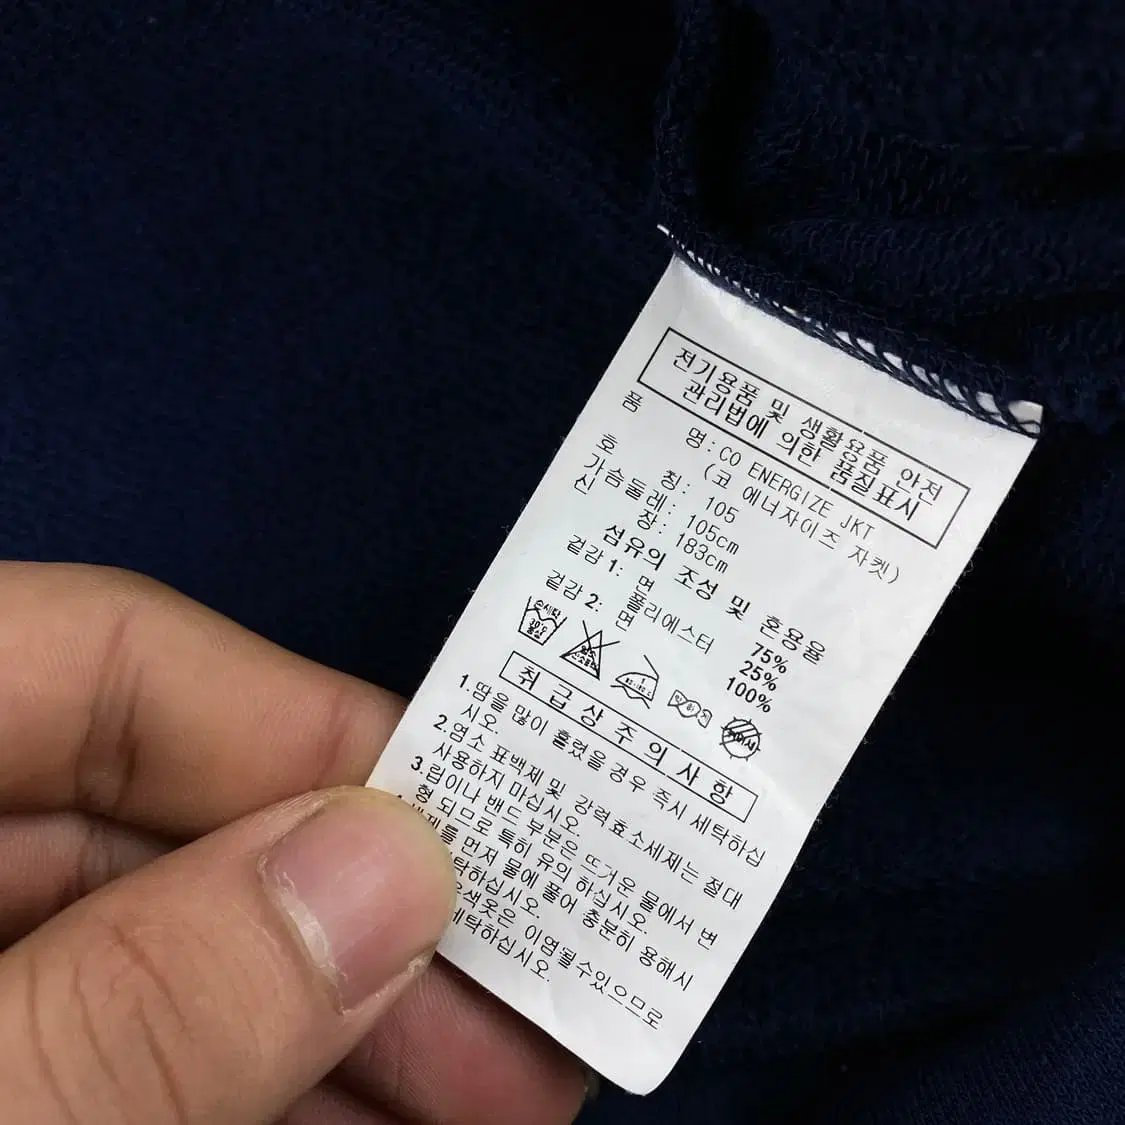 전기용품 및 생활용품 안전
관리법에 의한 품질표시
품 명: CO ENERGIZE JKT
(코 에너자이즈 자켓)
호 칭: 105
가슴둘레: 105cm
신 장: 183cm
섬유의 조성 및 혼용율
겉감 1: 면 75%
폴리에스터 25%
겉감 2: 면 100%
손세탁
30℃
중성
취급상주의사항
1.땀을 많이 흘렸을 경우 즉시 세탁하십
시오.
2.염소 표백제 및 강력효소세제는 절대
사용하지 마십시오.
3.립이나 밴드 부분은 뜨거운 물에서 변
형 되므로 특히 유의 하십시오.
먼저 물에 풀어 충분히 용해시
이염될수있으므로
세탁하십시오.